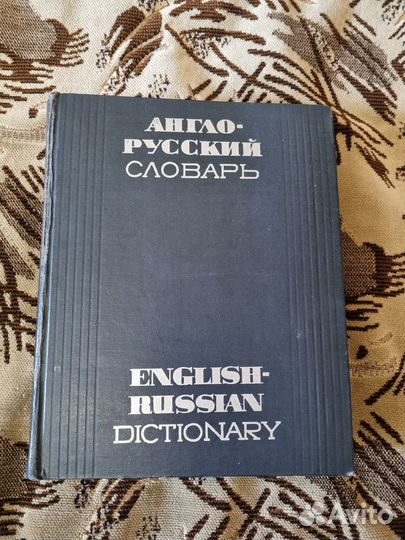 АНГЛО-
РУССКИЙ
СЛОВАРЬ
ENGLISH-
RUSSIAN
DICTIONARY
Avito